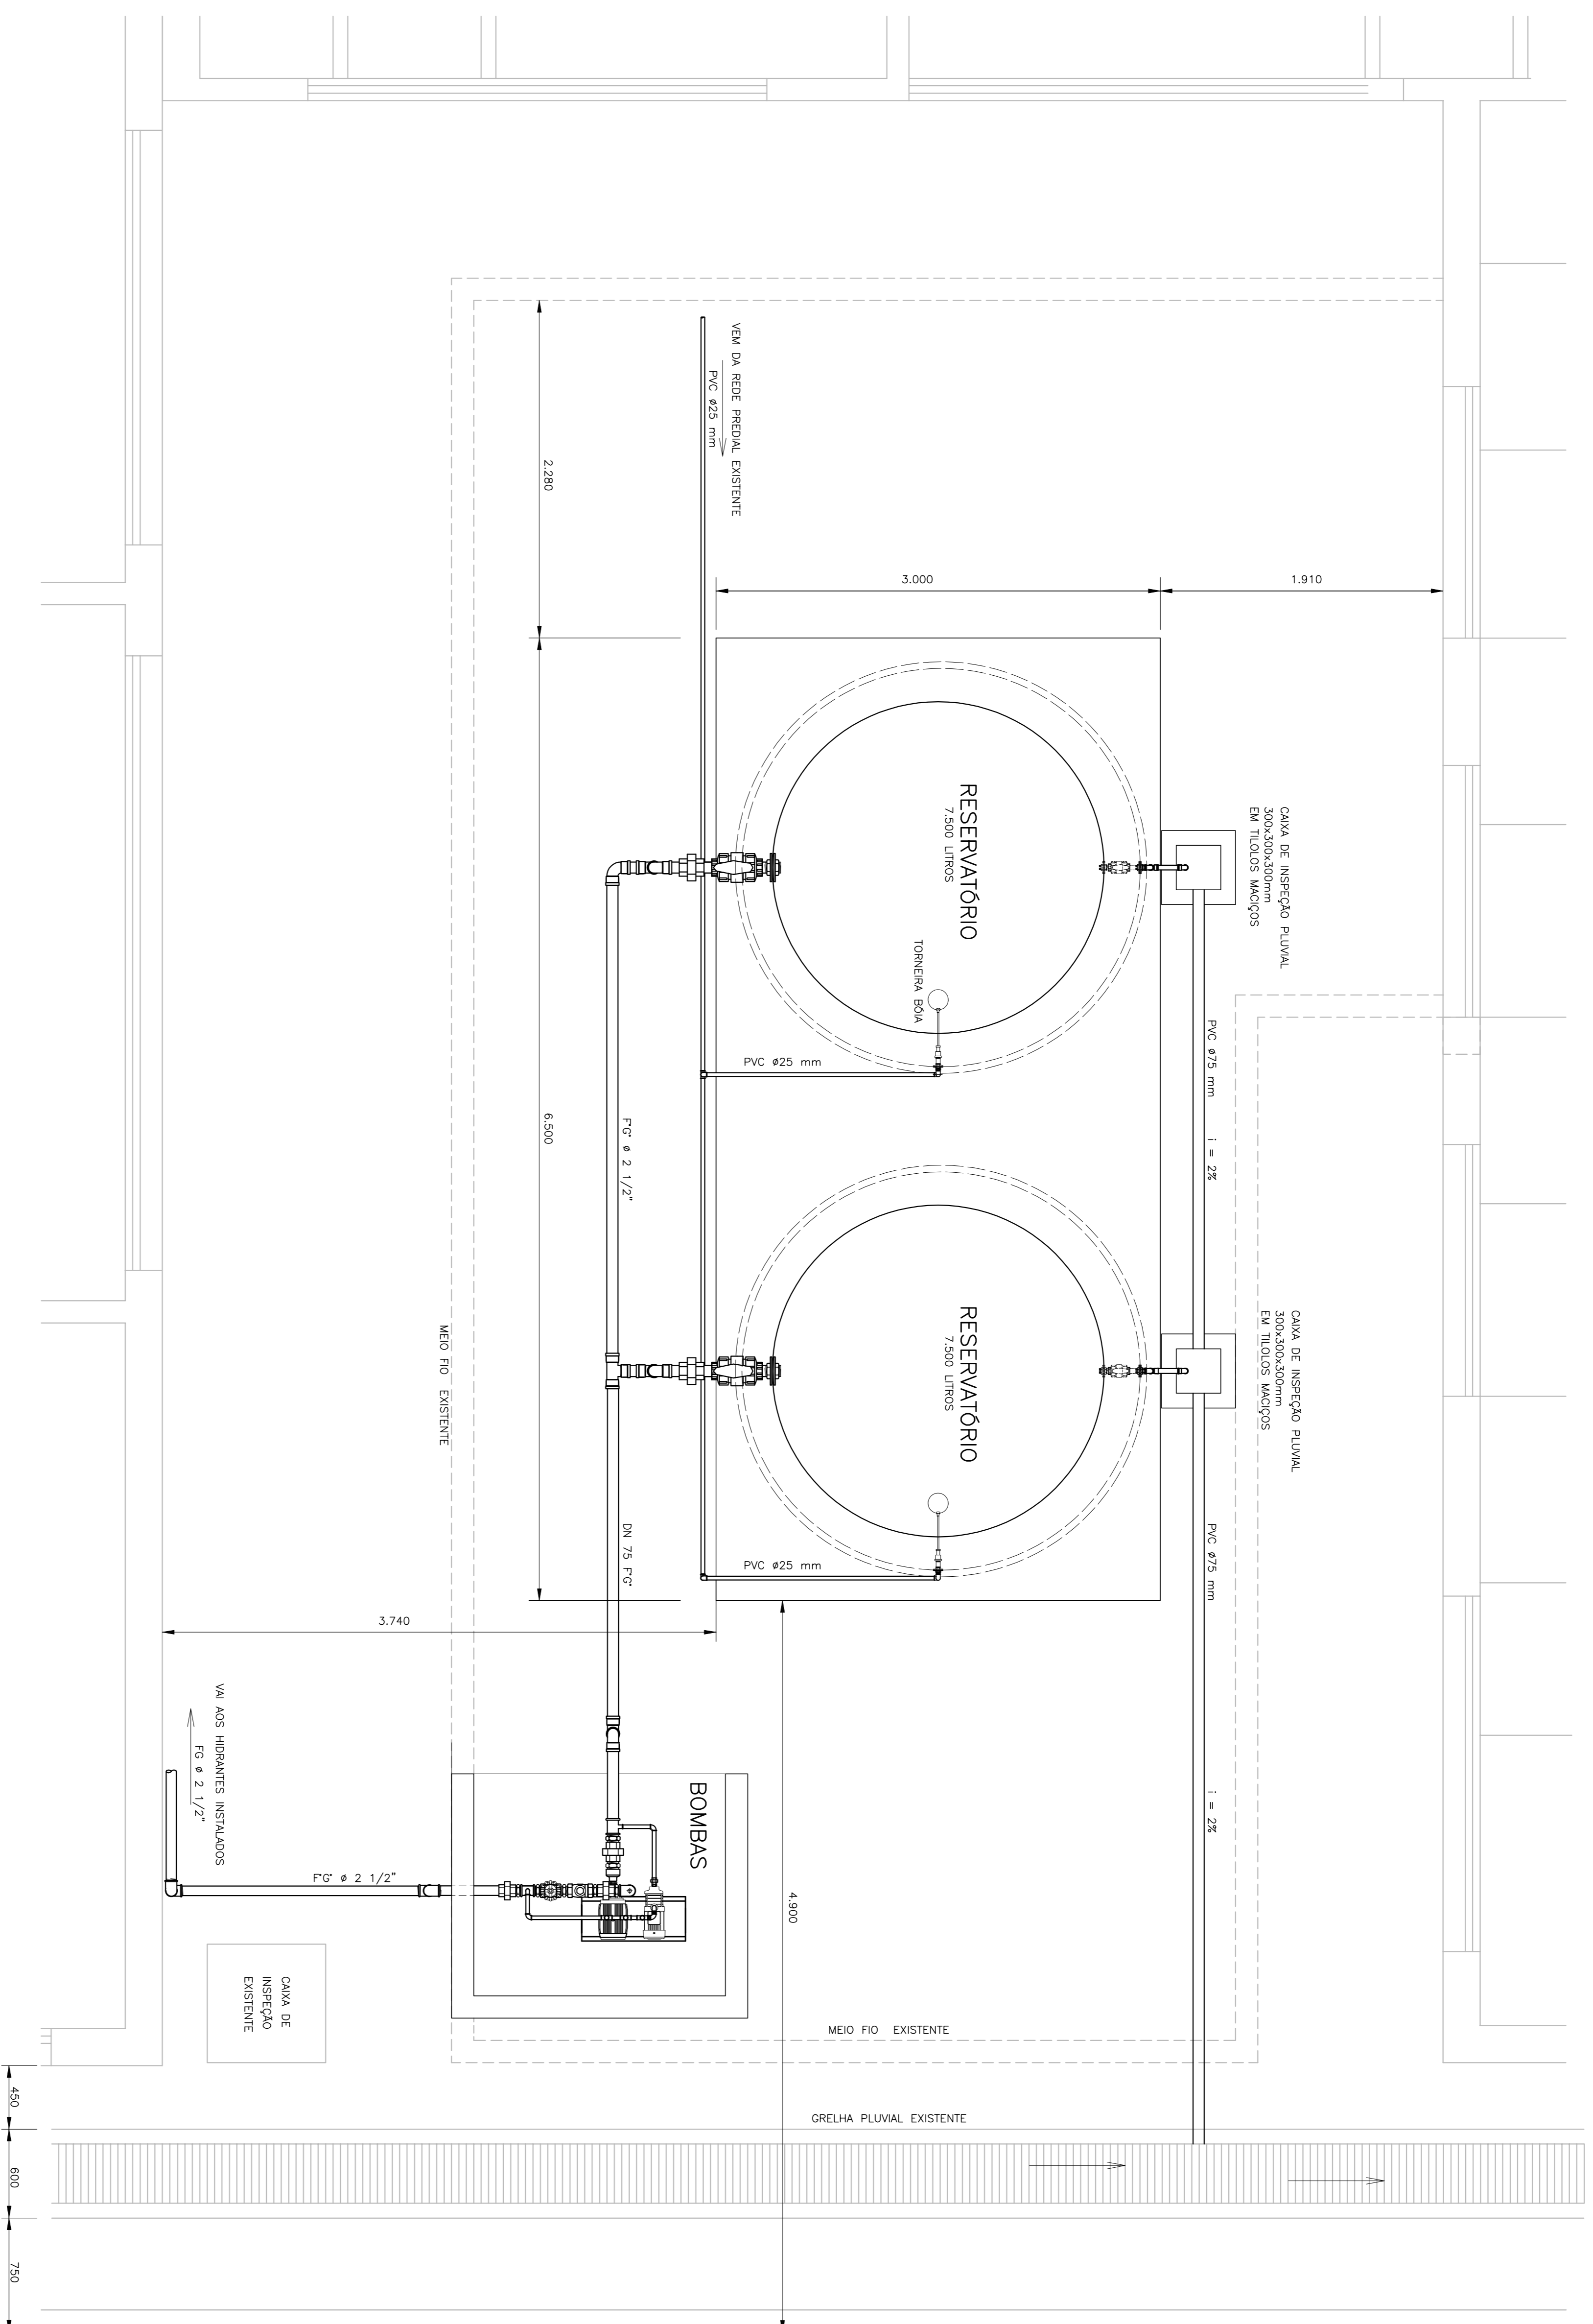 VEM DA REDE PREDIAL EXISTENTE
PVC ø25 mm
2.280
3.000
1.910
RESERVATÓRIO
7.500 LITROS
TORNEIRA BÓIA
CAIXA DE INSPEÇÃO PLUVIAL
300x300x300mm
EM TILOLOS MACIÇOS
PVC ø75 mm
i = 2%
PVC ø25 mm
6.500
F°G° ø 2 1/2"
RESERVATÓRIO
7.500 LITROS
CAIXA DE INSPEÇÃO PLUVIAL
300x300x300mm
EM TILOLOS MACIÇOS
MEIO FIO EXISTENTE
DN 75 F°G°
PVC ø25 mm
PVC ø75 mm
i = 2%
3.740
VAI AOS HIDRANTES INSTALADOS
FG ø 2 1/2"
F°G° ø 2 1/2"
BOMBAS
4.900
CAIXA DE
INSPEÇÃO
EXISTENTE
MEIO FIO EXISTENTE
GRELHA PLUVIAL EXISTENTE
450
600
750